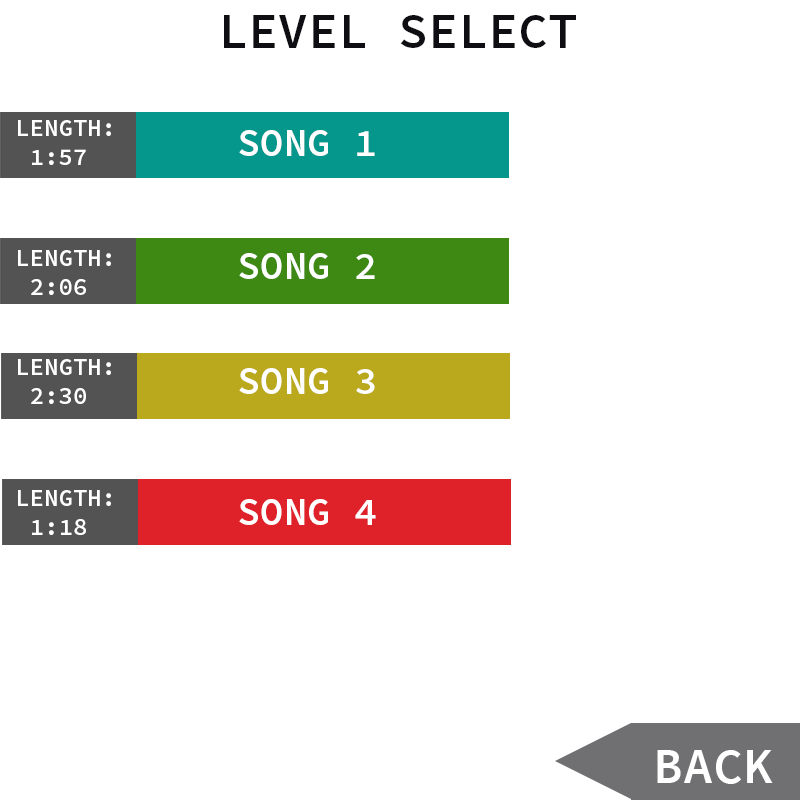 LEVEL SELECT
LENGTH:
1:57
SONG 1
LENGTH:
2:06
SONG 2
LENGTH:
2:30
SONG 3
LENGTH:
1:18
SONG 4
BACK